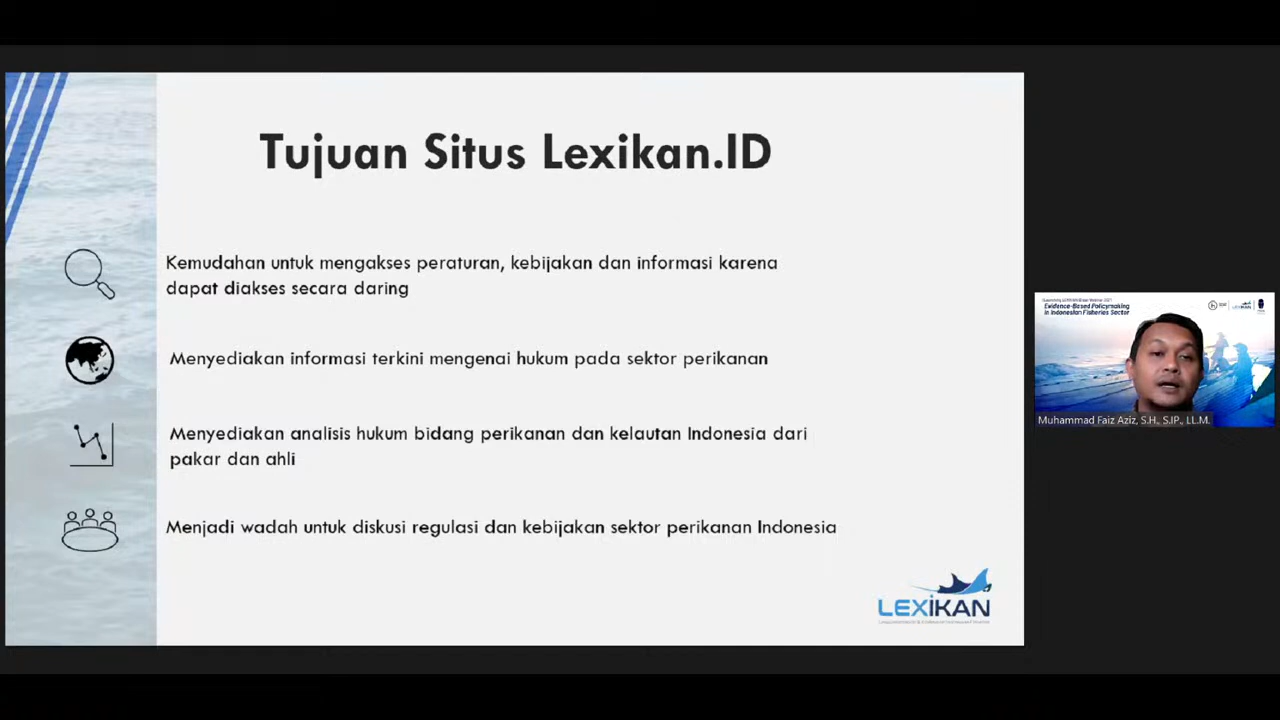 Tujuan Situs Lexikan.ID
Kemudahan untuk mengakses peraturan, kebijakan dan informasi karena
dapat diakses secara daring
Menyediakan informasi terkini mengenai hukum pada sektor perikanan
Menyediakan analisis hukum bidang perikanan dan kelautan Indonesia dari
pakar dan ahli
Menjadi wadah untuk diskusi regulasi dan kebijakan sektor perikanan Indonesia
LEXIKAN
Evidence-Based Policymaking
in Indonesian Fisheries Sector
Muhammad Faiz Aziz, S.H., S.IP., LL.M.